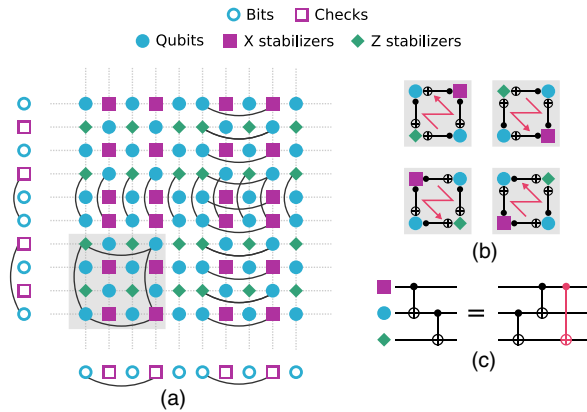 Bits Checks
Qubits X stabilizers Z stabilizers
(a)
(b)
=
(c)